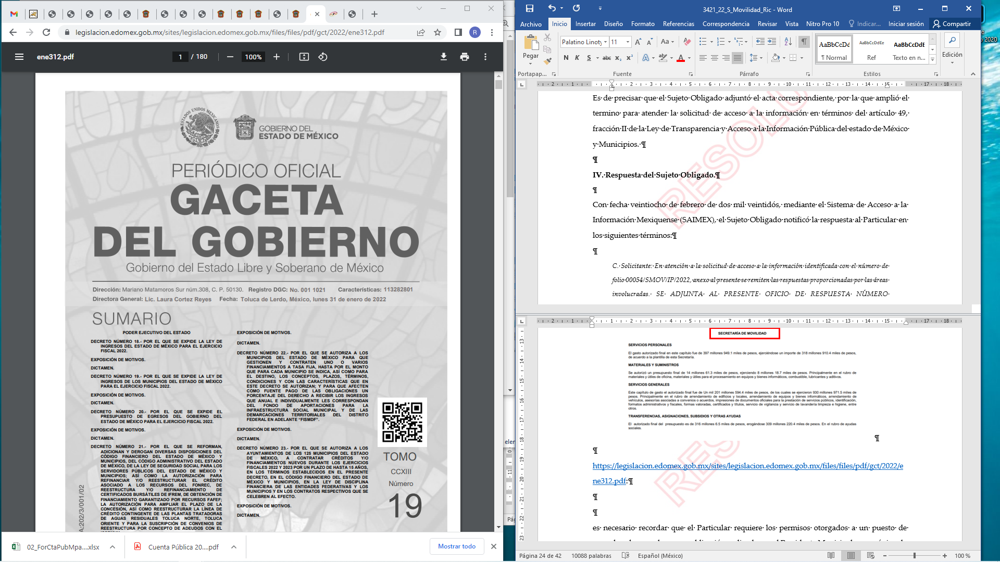 legislacion.edomex.gob.mx/sites/legislacion.edomex.gob.mx/files/files/pdf/gct/2022/ene312.pdf
R
ene312.pdf
1 / 180
100%
ESTADOS UNIDOS MEXICANOS
GOBIERNO DEL
ESTADO DE MÉXICO
PERIÓDICO OFICIAL
GACETA
DEL GOBIERNO
Gobierno del Estado Libre y Soberano de México
Dirección: Mariano Matamoros Sur núm.308, C. P. 50130. Registro DGC: No. 001 1021 Características: 113282801
Directora General: Lic. Laura Cortez Reyes Fecha: Toluca de Lerdo, México, lunes 31 de enero de 2022
SUMARIO
PODER EJECUTIVO DEL ESTADO
DECRETO NÚMERO 18.- POR EL QUE SE EXPIDE LA LEY DE
INGRESOS DEL ESTADO DE MÉXICO PARA EL EJERCICIO
FISCAL 2022.
EXPOSICIÓN DE MOTIVOS.
DICTAMEN.
DECRETO NÚMERO 19.- POR EL QUE SE EXPIDE LA LEY DE
INGRESOS DE LOS MUNICIPIOS DEL ESTADO DE MÉXICO
PARA EL EJERCICIO FISCAL 2022.
EXPOSICIÓN DE MOTIVOS.
DICTAMEN.
DECRETO NÚMERO 20.- POR EL QUE SE EXPIDE EL
PRESUPUESTO DE EGRESOS DEL GOBIERNO DEL
ESTADO DE MÉXICO PARA EL EJERCICIO FISCAL 2022.
EXPOSICIÓN DE MOTIVOS.
DICTAMEN.
DECRETO NÚMERO 21.- POR EL QUE SE REFORMAN,
ADICIONAN Y DEROGAN DIVERSAS DISPOSICIONES DEL
CÓDIGO FINANCIERO DEL ESTADO DE MÉXICO Y
MUNICIPIOS, DEL CÓDIGO ADMINISTRATIVO DEL ESTADO
DE MÉXICO, DE LA LEY DE SEGURIDAD SOCIAL PARA LOS
SERVIDORES PÚBLICOS DEL ESTADO DE MÉXICO Y
MUNICIPIOS; ASÍ COMO LA AUTORIZACIÓN PARA
REFINANCIAR Y/O REESTRUCTURAR EL CRÉDITO
ASOCIADO A LOS RECURSOS DEL FONREC, DE
REESTRUCTURA Y/O REFINANCIAMIENTO DE
CERTIFICADOS BURSÁTILES DE IFREM, DE OBTENCIÓN DE
FINANCIAMIENTO GARANTIZADO POR RECURSOS FAFEF;
LA AUTORIZACIÓN PARA AMPLIAR EL PLAZO DE LA
CONCESIÓN, ASÍ COMO REESTRUCTURAR LA LÍNEA DE
CRÉDITO CONTINGENTE DE LAS PLANTAS TRATADORAS
DE AGUAS RESIDUALES TOLUCA NORTE, TOLUCA
ORIENTE Y PARA LA SUSCRIPCIÓN DE CONVENIOS DE
REESTRUCTURA POR CONCEPTO DE ADEUDOS CON EL
EXPOSICIÓN DE MOTIVOS.
DICTAMEN.
DECRETO NÚMERO 22.- POR EL QUE SE AUTORIZA A LOS
MUNICIPIOS DEL ESTADO DE MÉXICO PARA QUE
GESTIONEN Y CONTRATEN UNO O VARIOS
FINANCIAMIENTOS A TASA FIJA, HASTA POR EL MONTO
QUE PARA CADA MUNICIPIO SE INDICA, ASÍ COMO PARA
EL DESTINO, LOS CONCEPTOS, PLAZOS, TÉRMINOS,
CONDICIONES Y CON LAS CARACTERÍSTICAS QUE EN
ESTE DECRETO SE AUTORIZAN; Y PARA QUE AFECTEN
COMO FUENTE PAGO DE LAS OBLIGACIONES UN
PORCENTAJE DEL DERECHO A RECIBIR LOS INGRESOS
QUE ANUAL E INDIVIDUALMENTE LES CORRESPONDAN
DEL FONDO DE APORTACIONES PARA LA
INFRAESTRUCTURA SOCIAL MUNICIPAL Y DE LAS
DEMARCACIONES TERRITORIALES DEL DISTRITO
FEDERAL EN ADELANTE “FISMDF”.
EXPOSICIÓN DE MOTIVOS.
DICTAMEN.
DECRETO NÚMERO 23.- POR EL QUE SE AUTORIZA A LOS
AYUNTAMIENTOS DE LOS 125 MUNICIPIOS DEL ESTADO
DE MÉXICO, A CONTRATAR CRÉDITOS Y/O
FINANCIAMIENTOS NUEVOS DURANTE LOS EJERCICIOS
FISCALES 2022 Y 2023 POR UN PLAZO DE HASTA 15 AÑOS,
EN LOS TÉRMINOS ESTABLECIDOS EN EL PRESENTE
DECRETO, EN EL CÓDIGO FINANCIERO DEL ESTADO DE
MÉXICO Y MUNICIPIOS, EN LA LEY DE DISCIPLINA
FINANCIERA DE LAS ENTIDADES FEDERATIVAS Y LOS
MUNICIPIOS Y EN LOS CONTRATOS RESPECTIVOS QUE SE
CELEBREN AL EFECTO.
EXPOSICIÓN DE MOTIVOS.
DICTAMEN.
TOMO
CCXIII
Número
19
A:202/3/001/02
02_ForCtaPubMpa....xlsx
Cuenta Pública 20....pdf
Mostrar todo
elen
Pág
3421_22_S_Movilidad_Ric - Word
Archivo Inicio Insertar Diseño Formato Referencias Correspondencia Revisar Vista Nitro Pro 10 Indicar... Iniciar sesión Compartir
Pegar
Palatino Linoty 11
N K S abc x₂ x²
AaBbCcDd AaBbCcDdEe AaBbCcDdE
¶ Normal Ref Texto en n...
Edición
Portapap... Fuente Párrafo Estilos
2020
Es de precisar que el Sujeto Obligado adjuntó el acta correspondiente, por la que amplió el
termino para atender la solicitud de acceso a la información en términos del artículo 49,
fracción II de la Ley de Transparencia y Acceso a la Información Pública del estado de México
y Municipios. ¶
¶
IV. Respuesta del Sujeto Obligado.¶
¶
Con fecha veintiocho de febrero de dos mil veintidós, mediante el Sistema de Acceso a la
Información Mexiquense (SAIMEX), el Sujeto Obligado notificó la respuesta al Particular en
los siguientes términos:¶
¶
C. Solicitante: En atención a la solicitud de acceso a la información identificada con el número de
folio 00054/SMOV/IP/2022, anexo al presente se remiten las respuestas proporcionadas por las áreas
involucradas. SE ADJUNTA AL PRESENTE OFICIO DE RESPUESTA NÚMERO
RESOLU
SECRETARÍA DE MOVILIDAD
SERVICIOS PERSONALES
El gasto autorizado final en este capítulo fue de 397 millones 949.1 miles de pesos, ejerciéndose un importe de 318 millones 910.4 miles de pesos,
de acuerdo a la plantilla de esta Secretaría.
MATERIALES Y SUMINISTROS
Se autorizó un presupuesto final de 14 millones 61.3 miles de pesos, ejerciendo 8 millones 18.7 miles de pesos. Principalmente en el rubro de
materiales y útiles de oficina, materiales y útiles para el procesamiento en equipos y bienes informáticos, combustible, lubricantes y aditivos.
SERVICIOS GENERALES
Este capítulo de gasto el autorizado final fue de Un mil 201 millones 594.4 miles de pesos, de los cuales se ejercieron 930 millones 971.5 miles de
pesos. Principalmente en el rubro de arrendamiento de edificios y locales, arrendamiento de equipos y bienes informáticos, arrendamiento de
vehículos, asesorías asociadas a convenios o acuerdos, impresiones de documentos oficiales para la prestación de servicios públicos, identificación,
formatos administrativos y fiscales, formas valoradas, certificados y títulos, servicio de vigilancia y servicio de lavandería limpieza e higiene, entre
otros.
TRANSFERENCIAS, ASIGNACIONES, SUBSIDIOS Y OTRAS AYUDAS
El autorizado final del presupuesto es de 316 millones 6.5 miles de pesos, erogándose 309 millones 220.4 miles de pesos. En el rubro de ayudas
sociales.
¶
¶
https://legislacion.edomex.gob.mx/sites/legislacion.edomex.gob.mx/files/files/pdf/gct/2022/e
ne312.pdf:¶
¶
¶
es necesario recordar que el Particular requiere los permisos otorgados a un puesto de
RES
Página 24 de 42 10088 palabras Español (México) 100 %